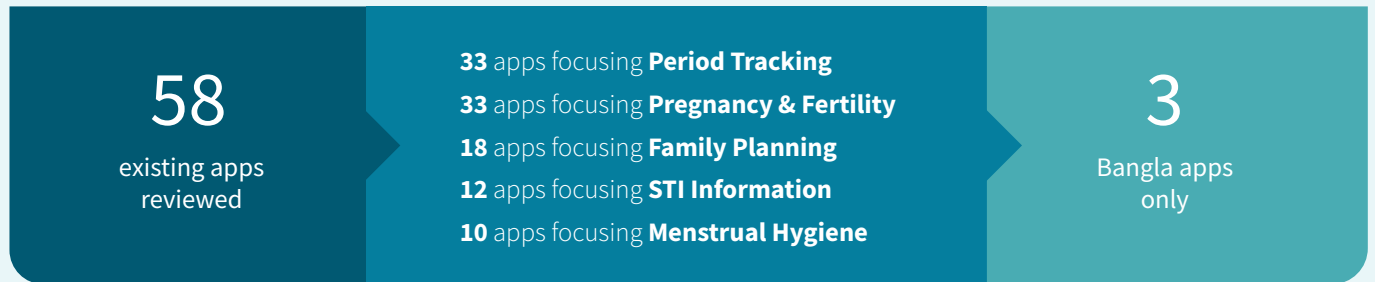 58
existing apps
reviewed
33 apps focusing Period Tracking
33 apps focusing Pregnancy & Fertility
18 apps focusing Family Planning
12 apps focusing STI Information
10 apps focusing Menstrual Hygiene
3
Bangla apps
only